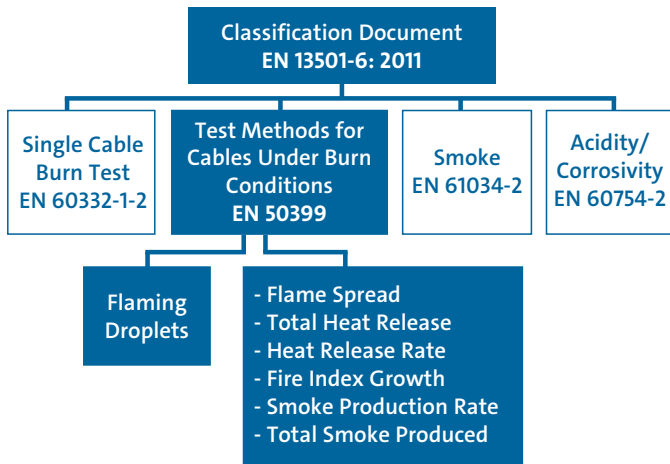 Classification Document
EN 13501-6: 2011
Single Cable
Burn Test
EN 60332-1-2
Test Methods for
Cables Under Burn
Conditions
EN 50399
Smoke
EN 61034-2
Acidity/
Corrosivity
EN 60754-2
Flaming
Droplets
- Flame Spread
- Total Heat Release
- Heat Release Rate
- Fire Index Growth
- Smoke Production Rate
- Total Smoke Produced